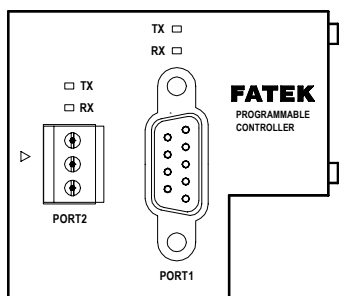 TX
RX
TX
RX
FATEK
PROGRAMMABLE
CONTROLLER
PORT2
PORT1